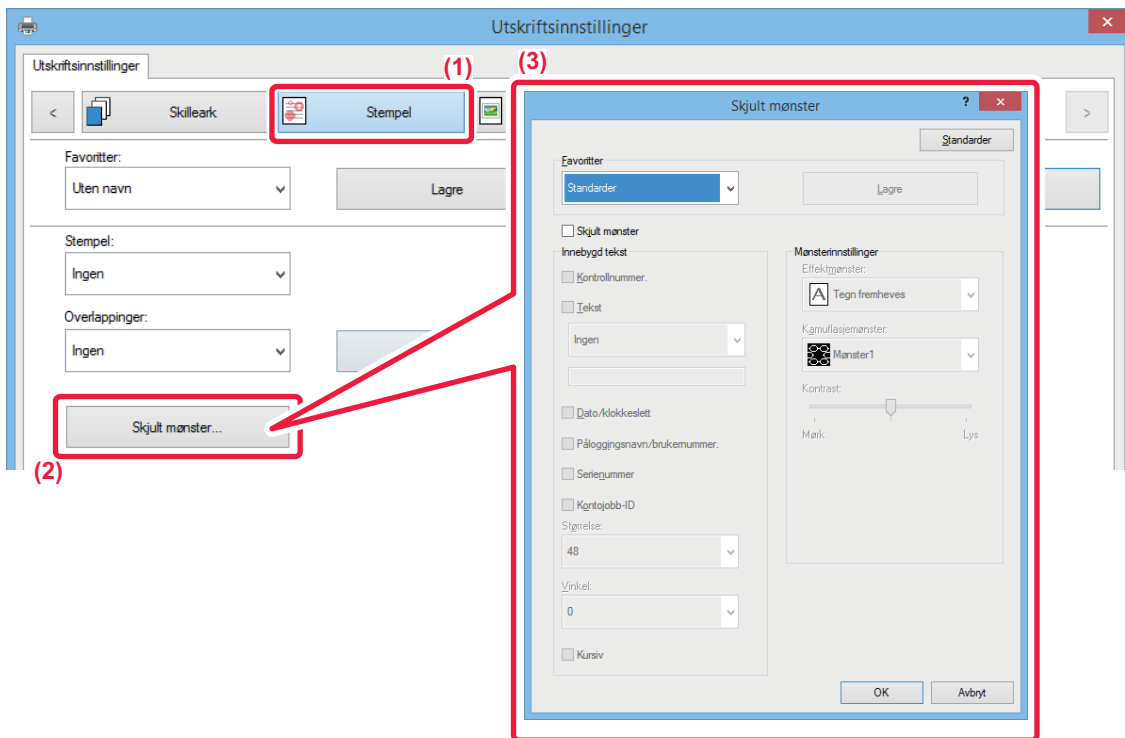 Utskriftsinnstillinger
Utskriftsinnstillinger
(1)
(3)
<
Skilleark
Stempel
>
Favoritter:
Uten navn
Lagre
Stempel:
Ingen
Overlappinger:
Ingen
Skjult mønster...
(2)
Skjult mønster
?
Standarder
Favoritter
Standarder
Lagre
Skjult mønster
Innebygd tekst
Kontrollnummer.
Tekst
Ingen
Dato/klokkeslett
Påloggingsnavn/brukernummer.
Serienummer
Kontojobb-ID
Størrelse:
48
Vinkel:
0
Kursiv
Mønsterinnstillinger
Effektmønster:
A Tegn fremheves
Kamuflasjemønster:
Mønster1
Kontrast:
Mørk Lys
OK Avbryt